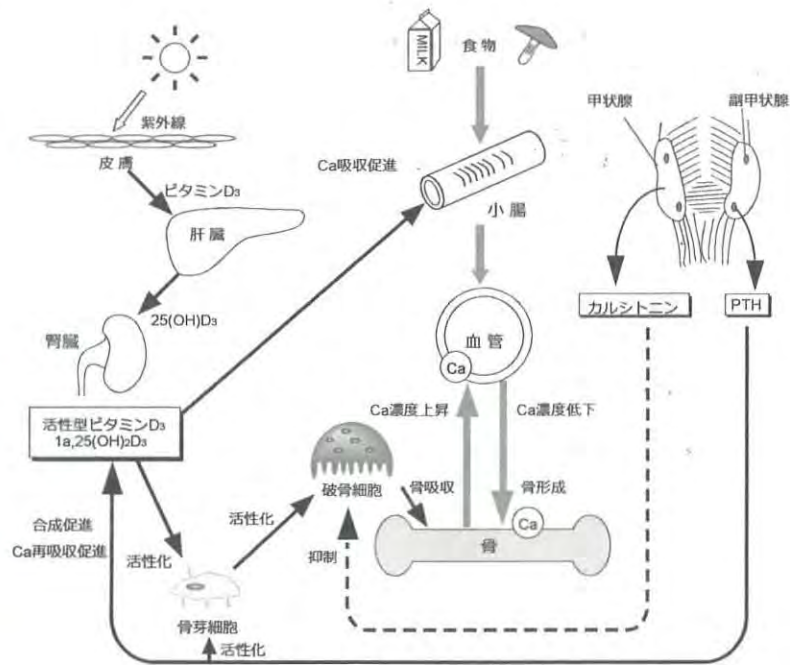 MILK
食物
紫外線
皮膚
ビタミンD₃
肝臓
25(OH)D₃
腎臓
活性型ビタミンD₃
1a,25(OH)₂D₃
Ca吸収促進
小腸
甲状腺
副甲状腺
カルシトニン
PTH
血管
Ca
Ca濃度上昇
Ca濃度低下
破骨細胞
骨吸収
骨形成
Ca
骨
活性化
抑制
合成促進
Ca再吸収促進
活性化
骨芽細胞
活性化